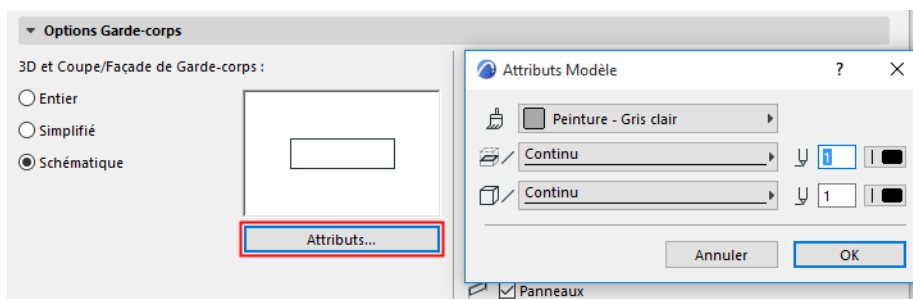 Options Garde-corps
3D et Coupe/Façade de Garde-corps :
Entier
Simplifié
Schématique
Attributs...
Attributs Modèle
?
Peinture - Gris clair
Continu
1
Continu
1
Annuler
OK
Panneaux